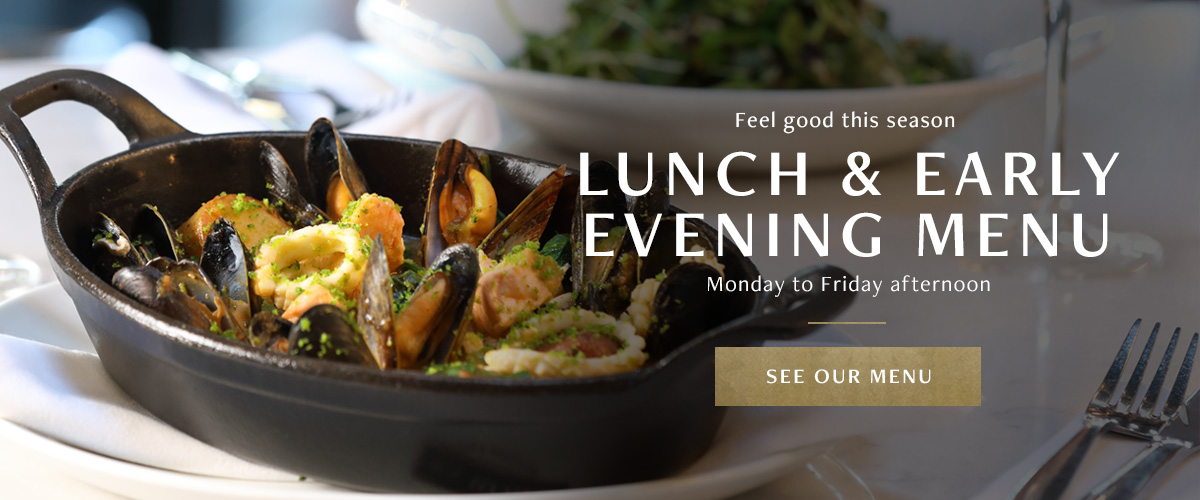 Feel good this season
LUNCH & EARLY
EVENING MENU
Monday to Friday afternoon
SEE OUR MENU